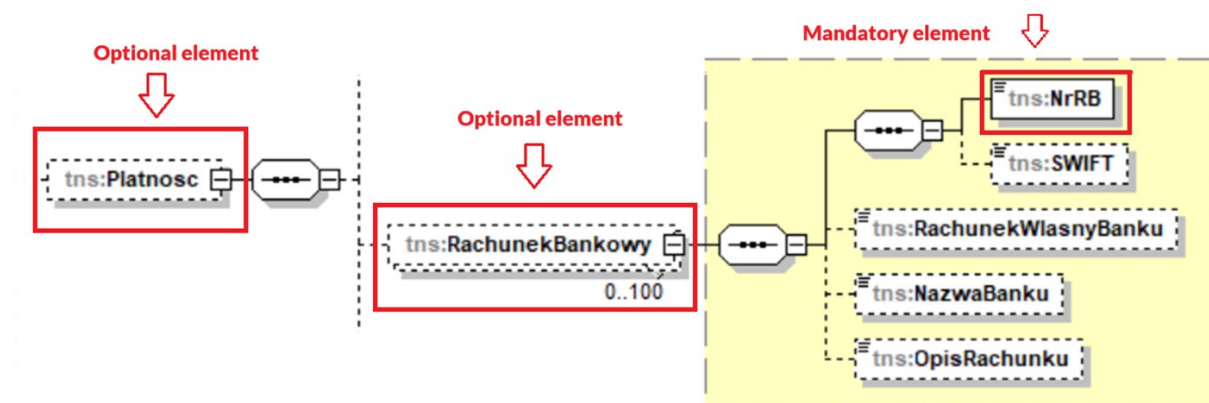 Mandatory element
Optional element
tns:NrRB
Optional element
tns:SWIFT
tns:Platnosc
tns:RachunekWlasnyBanku
tns:RachunekBankowy
0..100
tns:NazwaBanku
tns:OpisRachunku